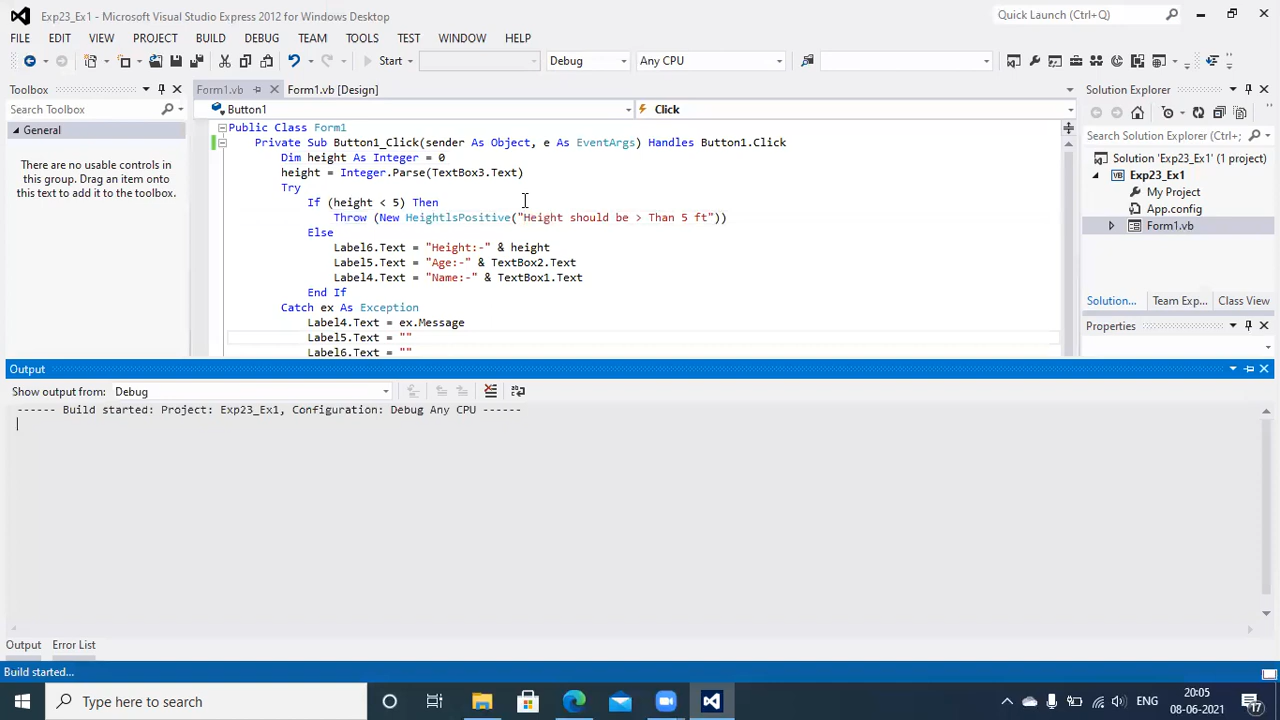 Exp23_Ex1 - Microsoft Visual Studio Express 2012 for Windows Desktop
Quick Launch (Ctrl+Q)
FILE EDIT VIEW PROJECT BUILD DEBUG TEAM TOOLS TEST WINDOW HELP
Start Debug Any CPU
Toolbox
Form1.vb Form1.vb [Design]
Solution Explorer
Search Toolbox
Button1 Click
General
There are no usable controls in
this group. Drag an item onto
this text to add it to the toolbox.
Public Class Form1
Private Sub Button1_Click(sender As Object, e As EventArgs) Handles Button1.Click
Dim height As Integer = 0
height = Integer.Parse(TextBox3.Text)
Try
If (height < 5) Then
Throw (New HeightlsPositive("Height should be > Than 5 ft"))
Else
Label6.Text = "Height:-" & height
Label5.Text = "Age:-" & TextBox2.Text
Label4.Text = "Name:-" & TextBox1.Text
End If
Catch ex As Exception
Label4.Text = ex.Message
Label5.Text = ""
Label6.Text = ""
Search Solution Explorer (Ctrl+;)
Solution 'Exp23_Ex1' (1 project)
Exp23_Ex1
My Project
App.config
Form1.vb
Solution... Team Exp... Class View
Properties
Output
Show output from: Debug
------ Build started: Project: Exp23_Ex1, Configuration: Debug Any CPU ------
Output Error List
Build started...
Type here to search
ENG
20:05
08-06-2021
17